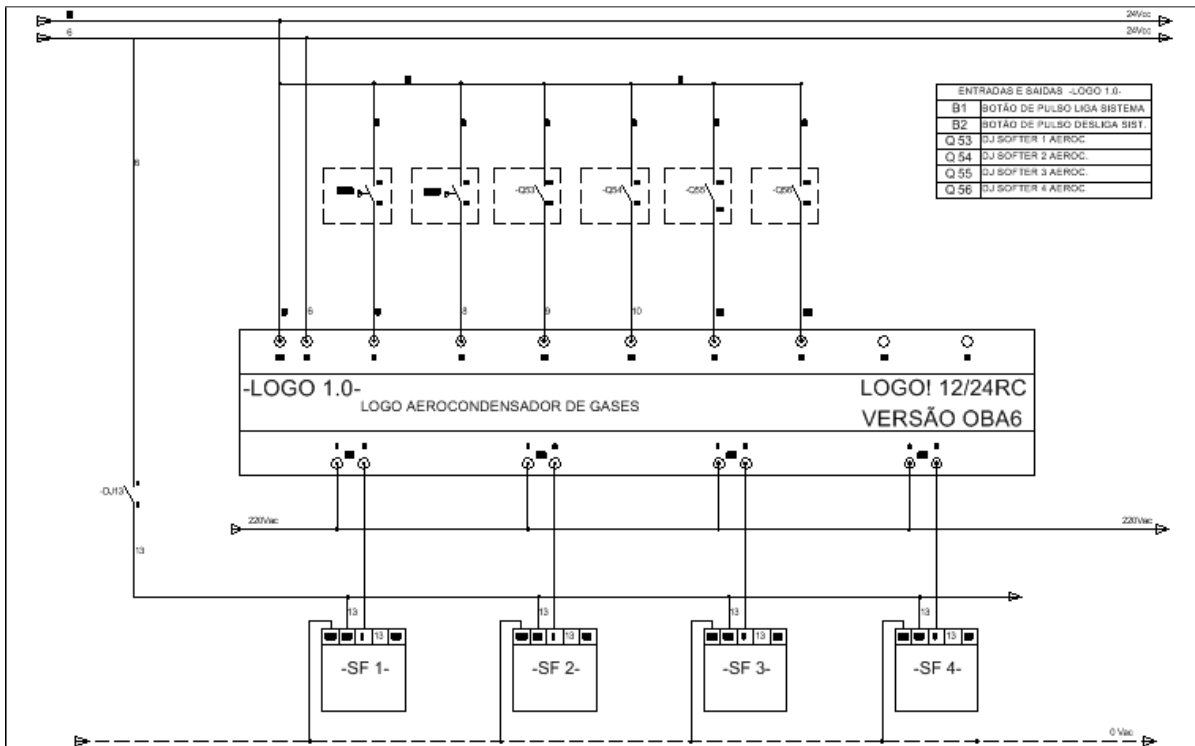 24Vcc
6
24Vcc
ENTRADAS E SAIDAS -LOGO 1.0-
B1 BOTÃO DE PULSO LIGA SISTEMA
B2 BOTÃO DE PULSO DESLIGA SIST.
Q 53 DJ SOFTER 1 AEROC.
Q 54 DJ SOFTER 2 AEROC.
Q 55 DJ SOFTER 3 AEROC.
Q 56 DJ SOFTER 4 AEROC.
6
-Q53 -Q54 -Q55 -Q56
6 8 9 10
-LOGO 1.0-
LOGO AEROCONDENSADOR DE GASES
LOGO! 12/24RC
VERSÃO OBA6
-DJ13
220Vac 220Vac
13
13 13 13 13
13 13 13 13
-SF 1- -SF 2- -SF 3- -SF 4-
0 Vac